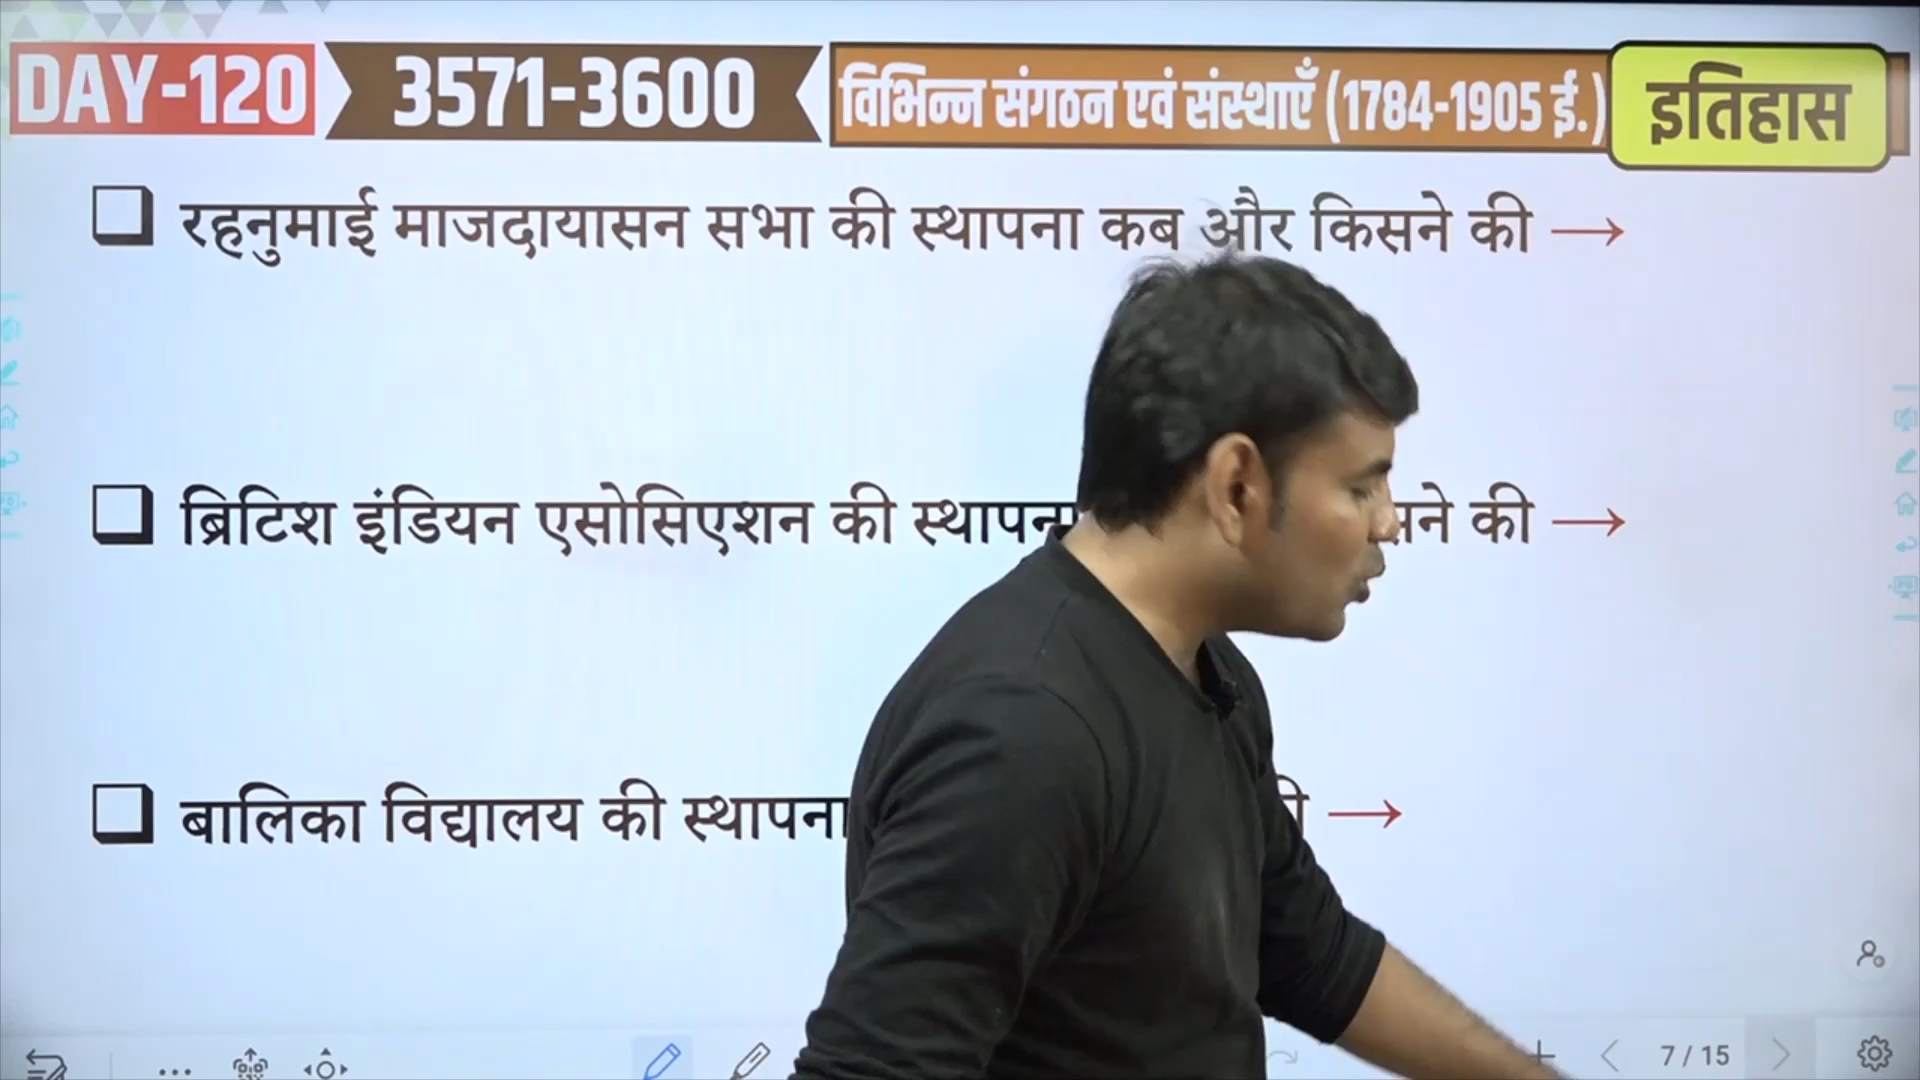 DAY-120 3571-3600 विभिन्न संगठन एवं संस्थाएँ (1784-1905 ई.) इतिहास
रहनुमाई माजदायासन सभा की स्थापना कब और किसने की →
ब्रिटिश इंडियन एसोसिएशन की स्थापना की →
बालिका विद्यालय की स्थापना →
7 / 15